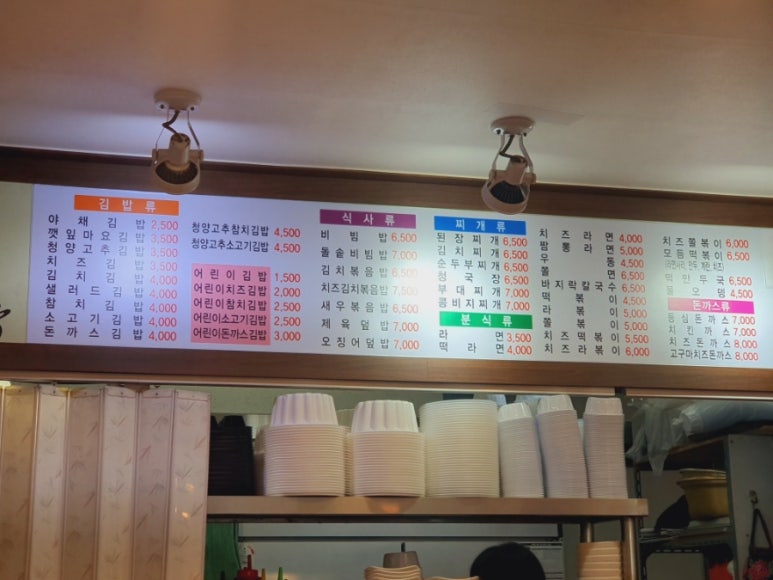 김밥류
야채김밥 2,500
깻잎마요김밥 3,500
청양고추김밥 3,500
치즈김밥 3,500
김치김밥 4,000
샐러드김밥 4,000
참치김밥 4,000
소고기김밥 4,000
돈까스김밥 4,000
청양고추참치김밥 4,500
청양고추소고기김밥 4,500
어린이김밥 1,500
어린이치즈김밥 2,000
어린이참치김밥 2,500
어린이소고기김밥 2,500
어린이돈까스김밥 3,000
식사류
비빔밥 6,500
돌솥비빔밥 7,000
김치볶음밥 6,500
치즈김치볶음밥 7,500
새우볶음밥 6,500
제육덮밥 7,000
오징어덮밥 7,000
찌개류
된장찌개 6,500
김치찌개 6,500
순두부찌개 6,500
청국장 6,500
부대찌개 7,000
콩비지찌개 7,000
분식류
라면 3,500
떡라면 4,000
치즈라면 4,000
짬뽕라면 5,000
우동 4,500
쫄면 6,500
바지락칼국수 6,500
떡볶이 4,500
라볶이 5,000
쫄볶이 5,000
치즈떡볶이 5,500
치즈라볶이 6,000
치즈쫄볶이 6,000
모듬떡볶이 6,500
떡만두국 6,500
물오뎅 4,500
돈까스류
등심돈까스 7,000
치킨까스 7,000
치즈돈까스 8,000
고구마치즈돈까스 8,000